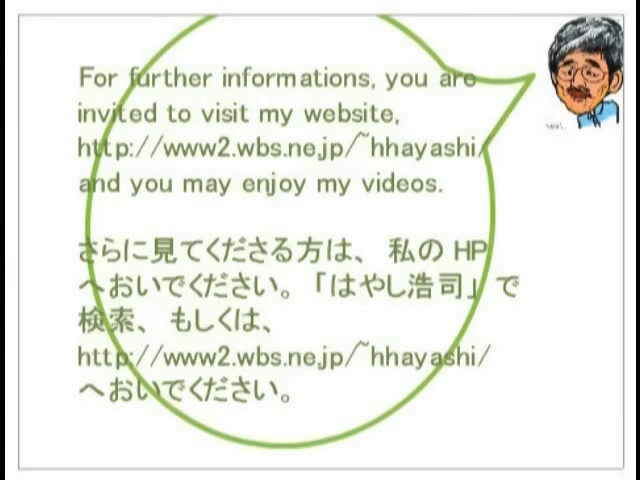 For further informations, you are
invited to visit my website,
http://www2.wbs.ne.jp/~hhayashi/
and you may enjoy my videos.
さらに見てくださる方は、 私の HP
へおいでください。「はやし浩司」で
検索、もしくは、
http://www2.wbs.ne.jp/~hhayashi/
へおいでください。